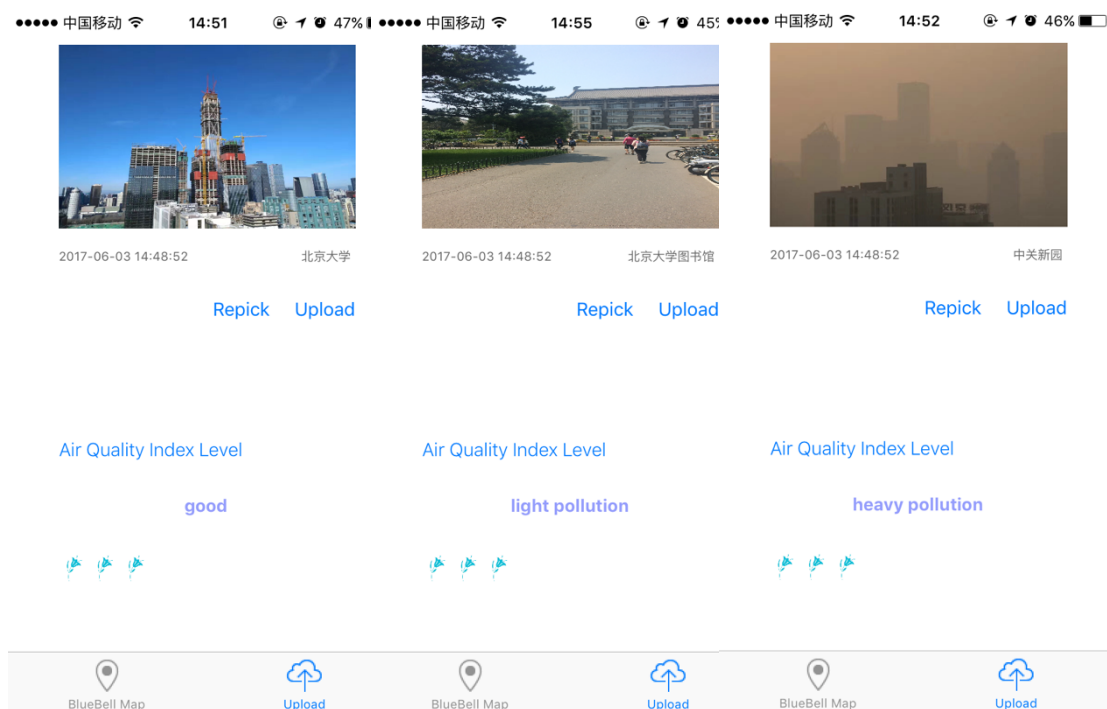 中国移动 14:51 47%
2017-06-03 14:48:52 北京大学
Repick Upload
Air Quality Index Level
good
BlueBell Map Upload
中国移动 14:55 45%
2017-06-03 14:48:52 北京大学图书馆
Repick Upload
Air Quality Index Level
light pollution
BlueBell Map Upload
中国移动 14:52 46%
2017-06-03 14:48:52 中关新园
Repick Upload
Air Quality Index Level
heavy pollution
BlueBell Map Upload